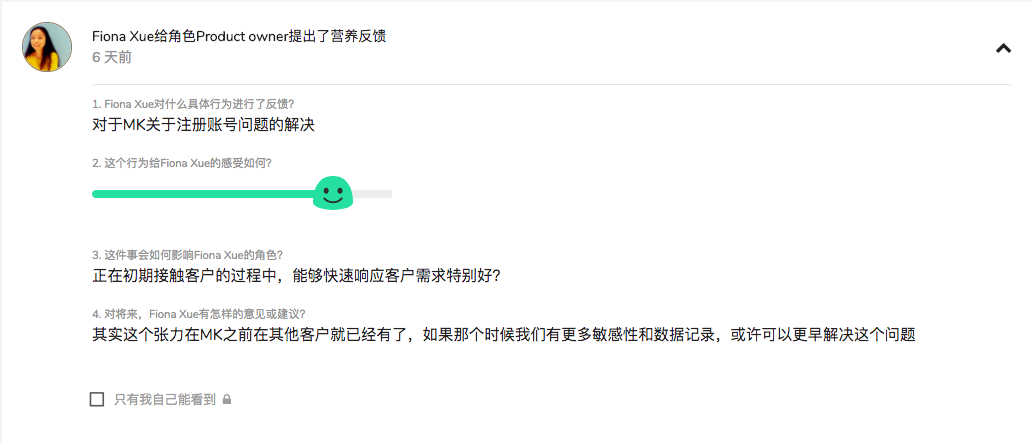 Fiona Xue给角色Product owner提出了营养反馈
6 天前
1. Fiona Xue对什么具体行为进行了反馈?
对于MK关于注册账号问题的解决
2. 这个行为给Fiona Xue的感受如何?
3. 这件事会如何影响Fiona Xue的角色?
正在初期接触客户的过程中，能够快速响应客户需求特别好?
4. 对将来，Fiona Xue有怎样的意见或建议?
其实这个张力在MK之前在其他客户就已经有了，如果那个时候我们有更多敏感性和数据记录，或许可以更早解决这个问题
只有我自己能看到